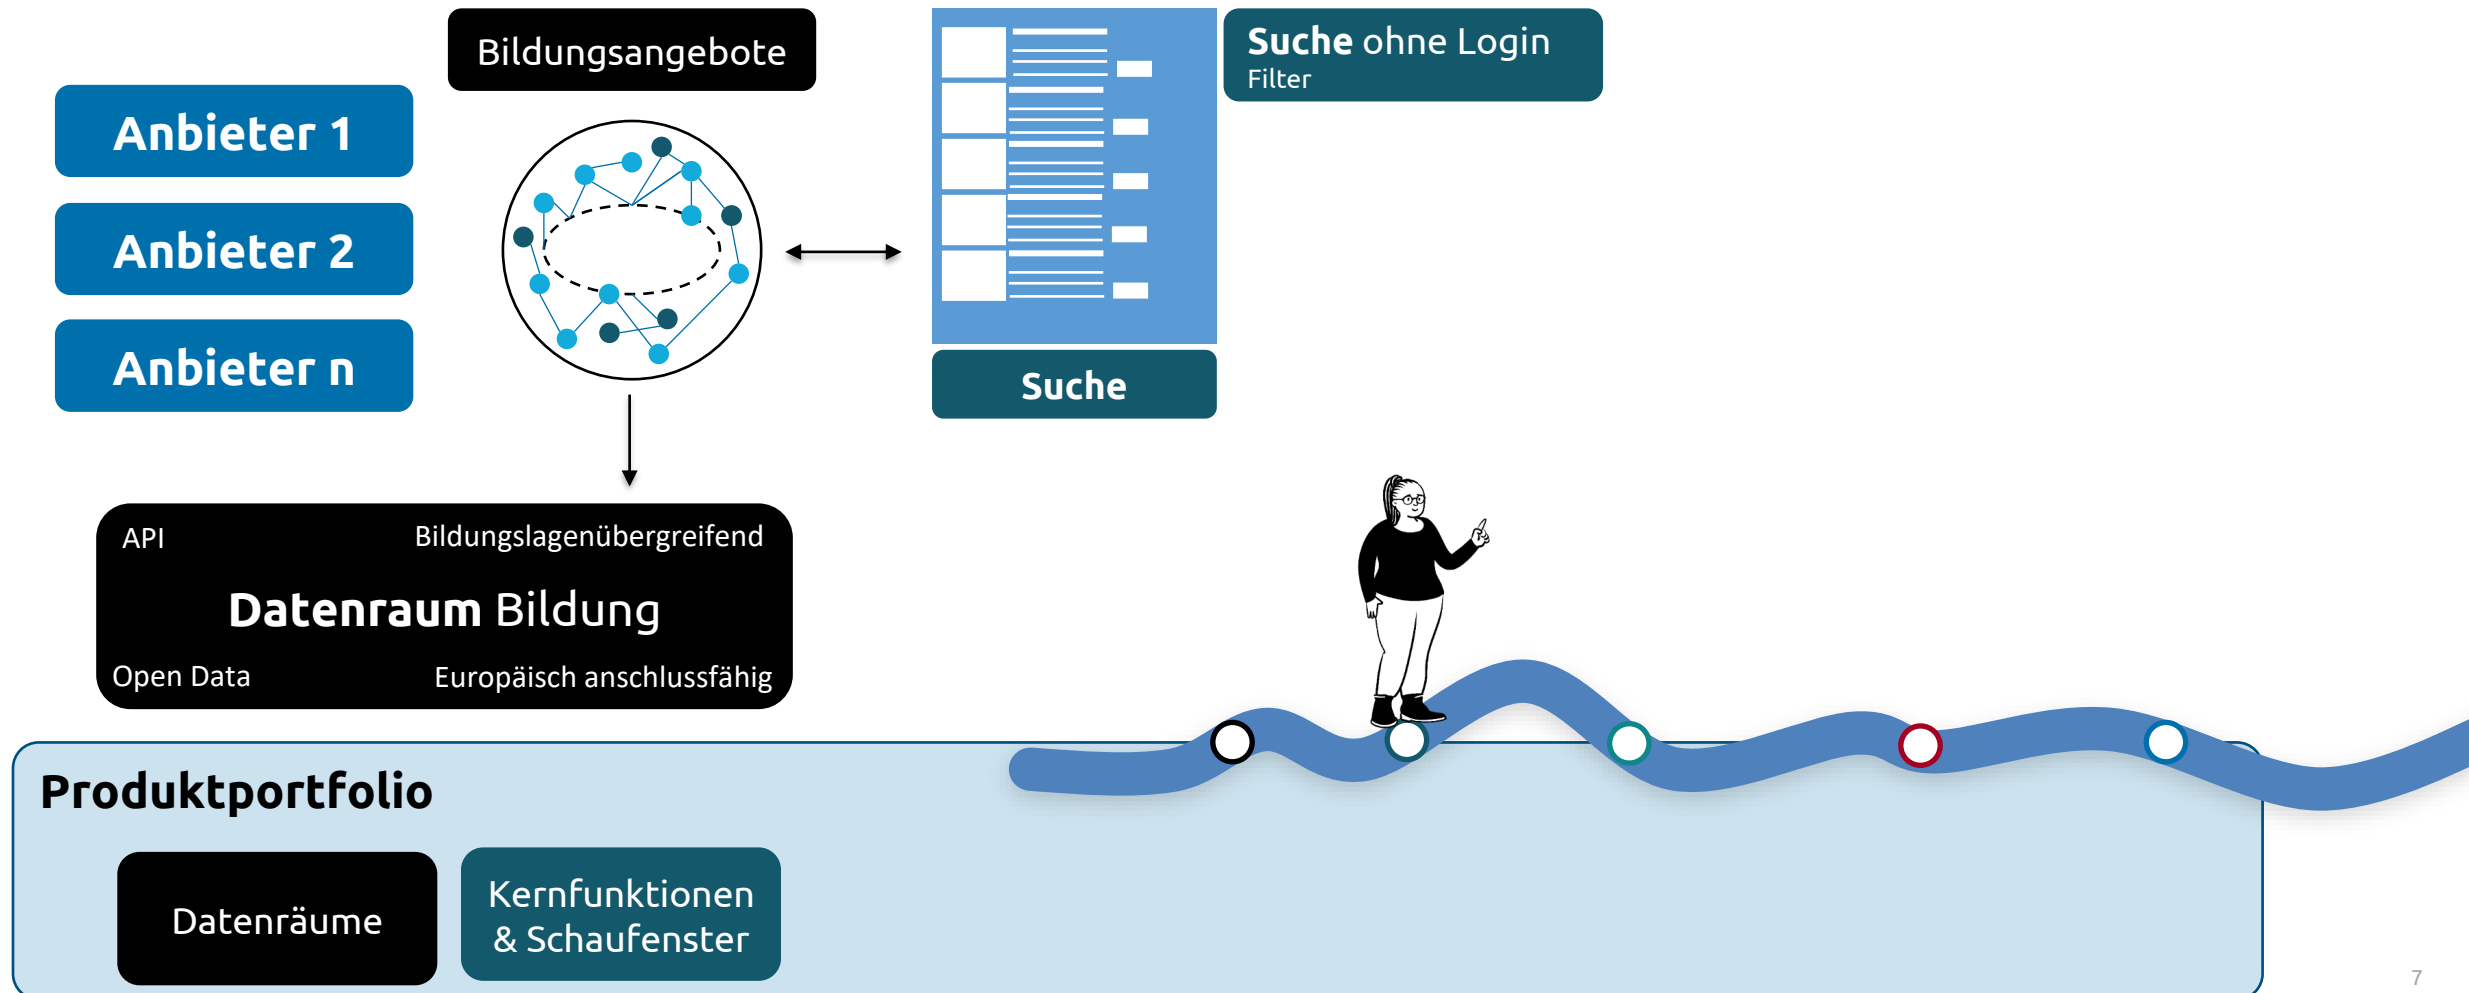 Bildungsangebote
Suche ohne Login
Filter
Anbieter 1
Anbieter 2
Anbieter n
Suche
API
Bildungslagenübergreifend
Datenraum Bildung
Open Data
Europäisch anschlussfähig
Produktportfolio
Datenräume
Kernfunktionen
& Schaufenster
7